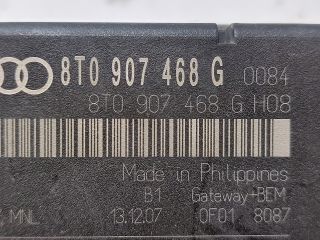 8T0 907 468 G 0084
8T0 907 468 G H08
Made in Philippines
B1 Gateway+BEM
MNL 13.12.07 0F01 8087